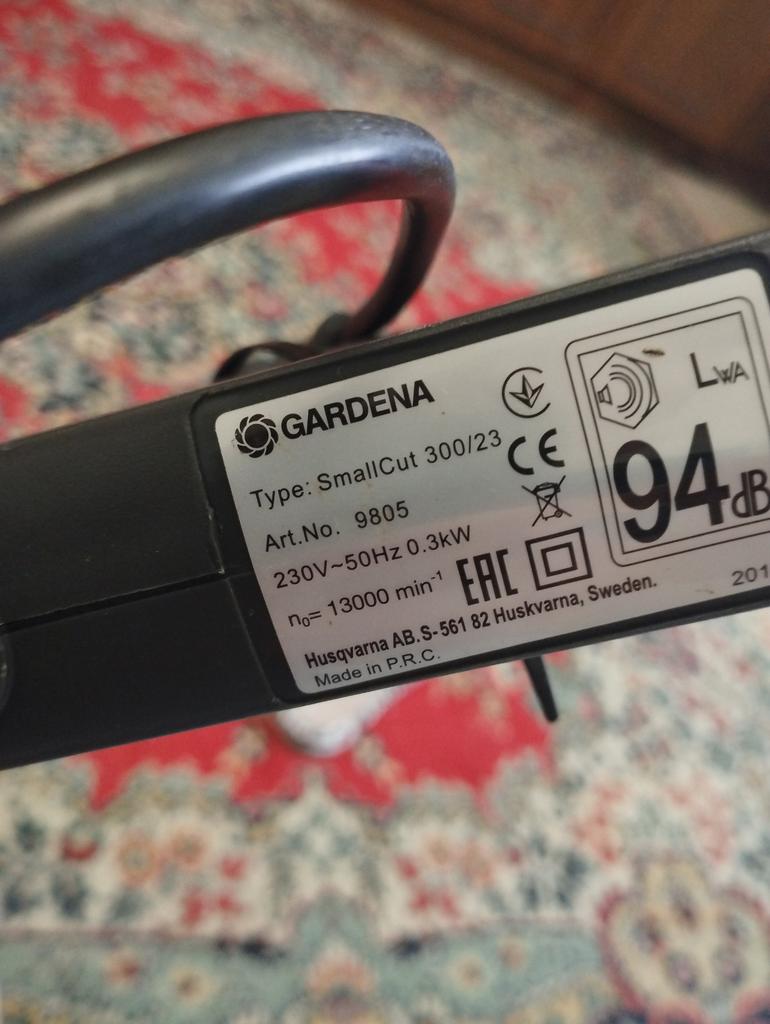 GARDENA
Type: SmallCut 300/23
Art.No. 9805
230V~50Hz 0.3kW
n₀= 13000 min⁻¹
CE
EAC
Husqvarna AB.S-561 82 Huskvarna, Sweden.
Made in P.R.C.
LWA
94dB